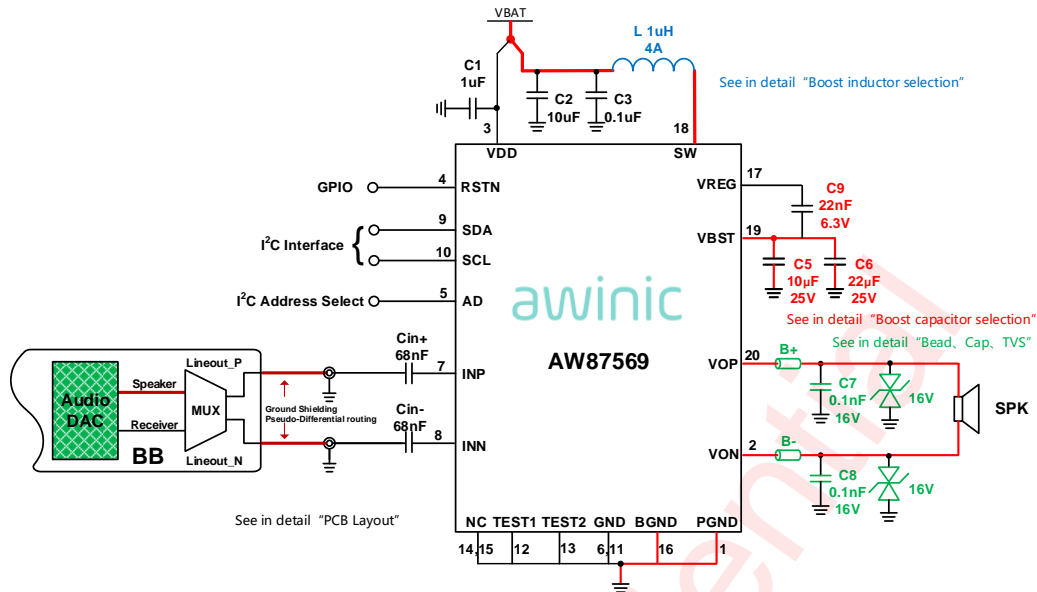 VBAT
L 1uH
4A
C1
1uF
C2
10uF
C3
0.1uF
See in detail “Boost inductor selection”
3
18
VDD
SW
GPIO
4
RSTN
I²C Interface {
9
SDA
10
SCL
I²C Address Select
5
AD
VREG
17
C9
22nF
6.3V
VBST
19
C5
10μF
25V
C6
22μF
25V
See in detail “Boost capacitor selection”
See in detail “Bead、Cap、TVS”
awinic
AW87569
Cin+
68nF
7
INP
Cin-
68nF
8
INN
Lineout_P
Speaker
Audio
DAC
MUX
Receiver
BB
Lineout_N
Ground Shielding
Pseudo-Differential routing
See in detail “PCB Layout”
VOP
20
B+
C7
0.1nF
16V
16V
SPK
VON
2
B-
C8
0.1nF
16V
16V
NC TEST1 TEST2 GND BGND PGND
14,15 12 13 6,11 16 1
ential